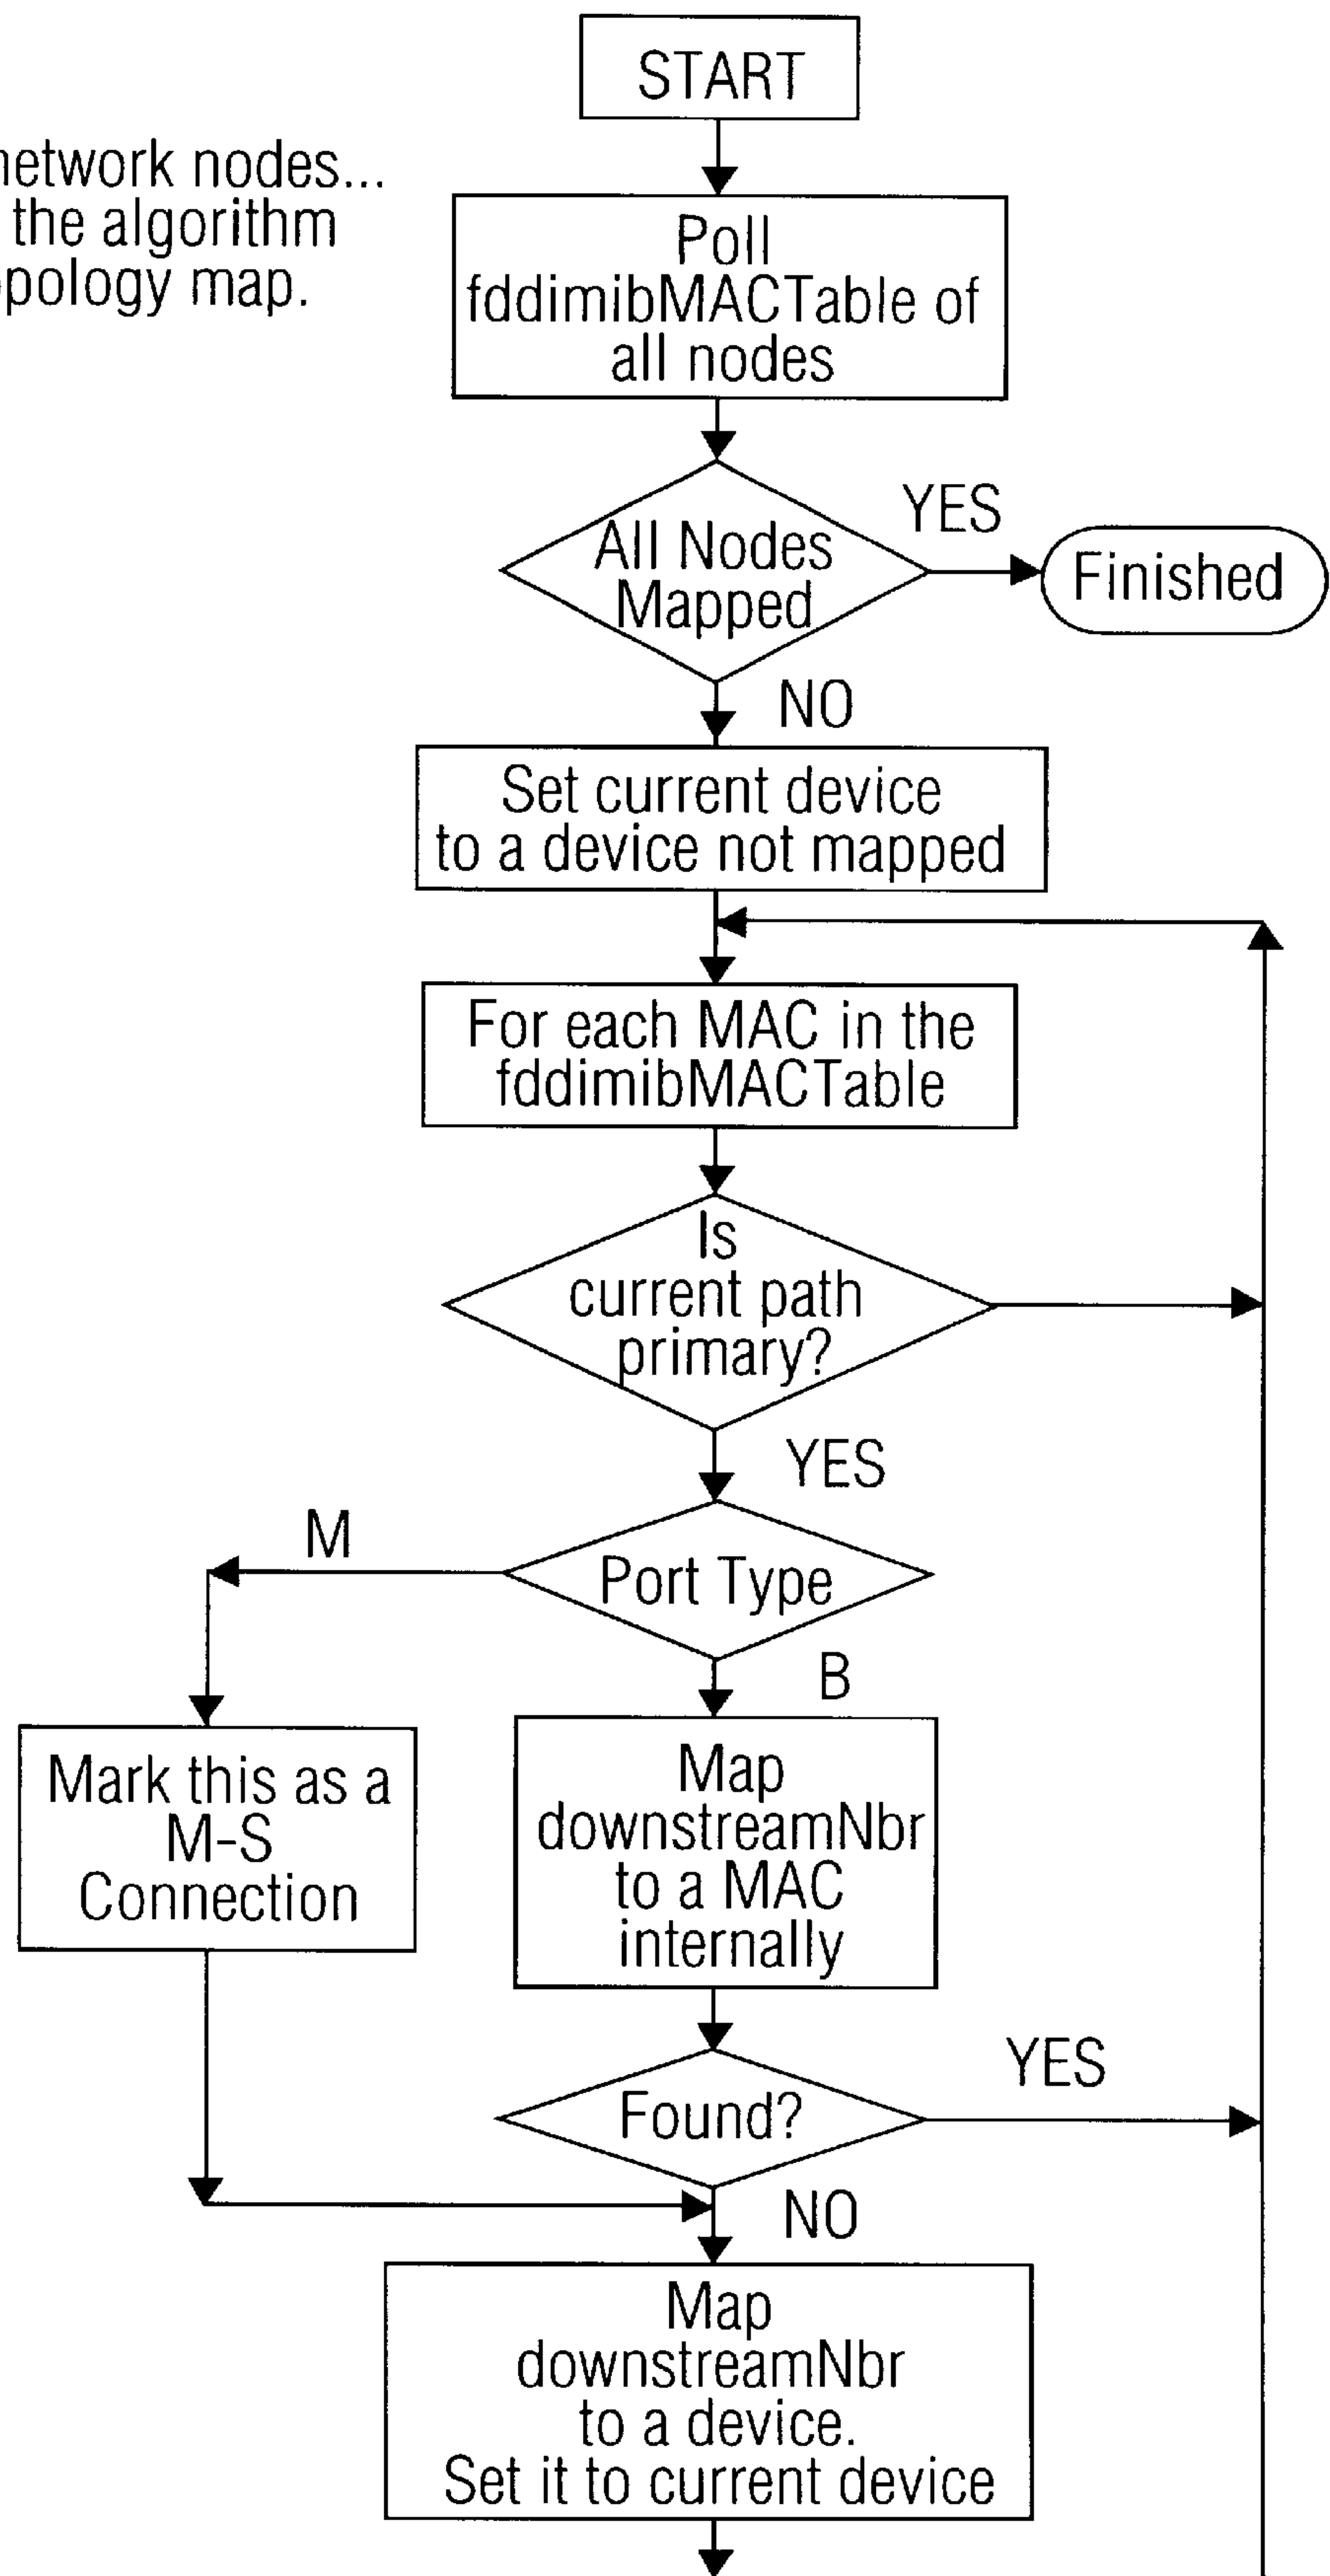 START
network nodes...
the algorithm
pology map.
Poll
fddimibMACTable of
all nodes
All Nodes
Mapped
YES
Finished
NO
Set current device
to a device not mapped
For each MAC in the
fddimibMACTable
Is
current path
primary?
YES
M
Port Type
B
Mark this as a
M-S
Connection
Map
downstreamNbr
to a MAC
internally
Found?
YES
NO
Map
downstreamNbr
to a device.
Set it to current device